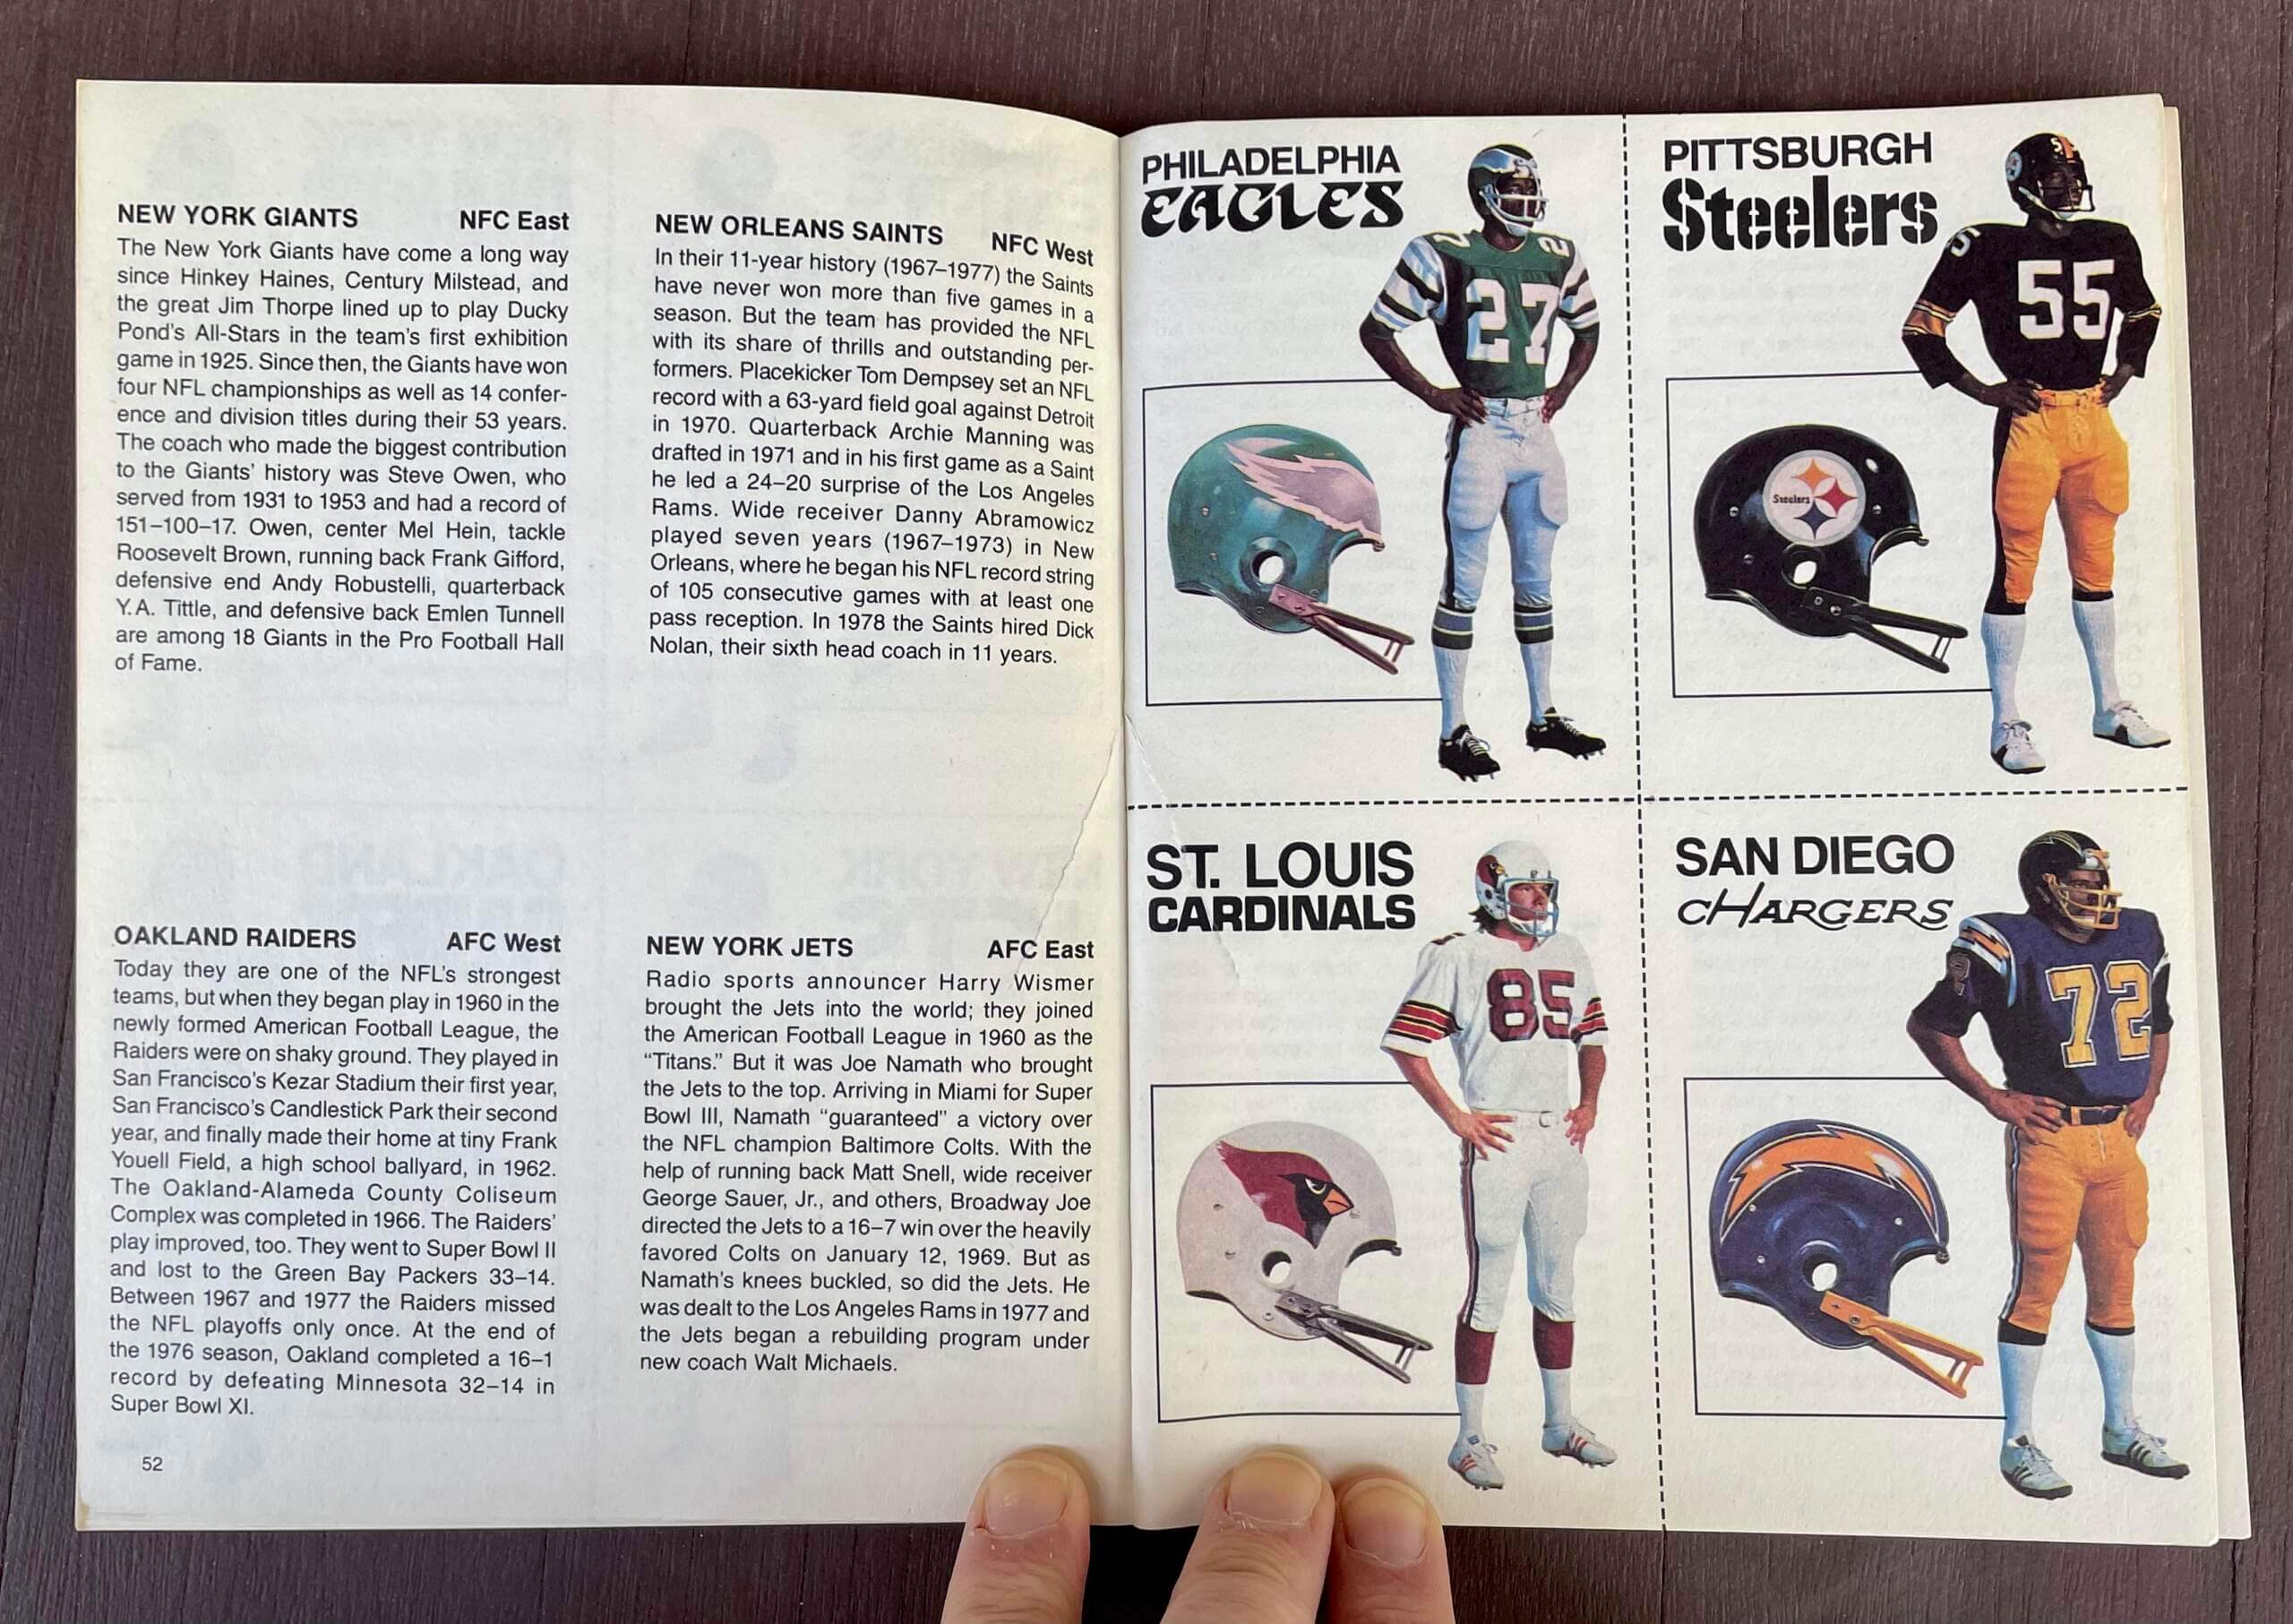 NEW YORK GIANTS NFC East
The New York Giants have come a long way
since Hinkey Haines, Century Milstead, and
the great Jim Thorpe lined up to play Ducky
Pond's All-Stars in the team's first exhibition
game in 1925. Since then, the Giants have won
four NFL championships as well as 14 confer-
ence and division titles during their 53 years.
The coach who made the biggest contribution
to the Giants' history was Steve Owen, who
served from 1931 to 1953 and had a record of
151–100–17. Owen, center Mel Hein, tackle
Roosevelt Brown, running back Frank Gifford,
defensive end Andy Robustelli, quarterback
Y.A. Tittle, and defensive back Emlen Tunnell
are among 18 Giants in the Pro Football Hall
of Fame.
NEW ORLEANS SAINTS NFC West
In their 11-year history (1967–1977) the Saints
have never won more than five games in a
season. But the team has provided the NFL
with its share of thrills and outstanding per-
formers. Placekicker Tom Dempsey set an NFL
record with a 63-yard field goal against Detroit
in 1970. Quarterback Archie Manning was
drafted in 1971 and in his first game as a Saint
he led a 24–20 surprise of the Los Angeles
Rams. Wide receiver Danny Abramowicz
played seven years (1967–1973) in New
Orleans, where he began his NFL record string
of 105 consecutive games with at least one
pass reception. In 1978 the Saints hired Dick
Nolan, their sixth head coach in 11 years.
OAKLAND RAIDERS AFC West
Today they are one of the NFL's strongest
teams, but when they began play in 1960 in the
newly formed American Football League, the
Raiders were on shaky ground. They played in
San Francisco's Kezar Stadium their first year,
San Francisco's Candlestick Park their second
year, and finally made their home at tiny Frank
Youell Field, a high school ballyard, in 1962.
The Oakland-Alameda County Coliseum
Complex was completed in 1966. The Raiders'
play improved, too. They went to Super Bowl II
and lost to the Green Bay Packers 33–14.
Between 1967 and 1977 the Raiders missed
the NFL playoffs only once. At the end of
the 1976 season, Oakland completed a 16–1
record by defeating Minnesota 32–14 in
Super Bowl XI.
NEW YORK JETS AFC East
Radio sports announcer Harry Wismer
brought the Jets into the world; they joined
the American Football League in 1960 as the
"Titans." But it was Joe Namath who brought
the Jets to the top. Arriving in Miami for Super
Bowl III, Namath "guaranteed" a victory over
the NFL champion Baltimore Colts. With the
help of running back Matt Snell, wide receiver
George Sauer, Jr., and others, Broadway Joe
directed the Jets to a 16–7 win over the heavily
favored Colts on January 12, 1969. But as
Namath's knees buckled, so did the Jets. He
was dealt to the Los Angeles Rams in 1977 and
the Jets began a rebuilding program under
new coach Walt Michaels.
52
PHILADELPHIA
EAGLES
27
PITTSBURGH
Steelers
55
Steelers
ST. LOUIS
CARDINALS
85
SAN DIEGO
CHARGERS
72